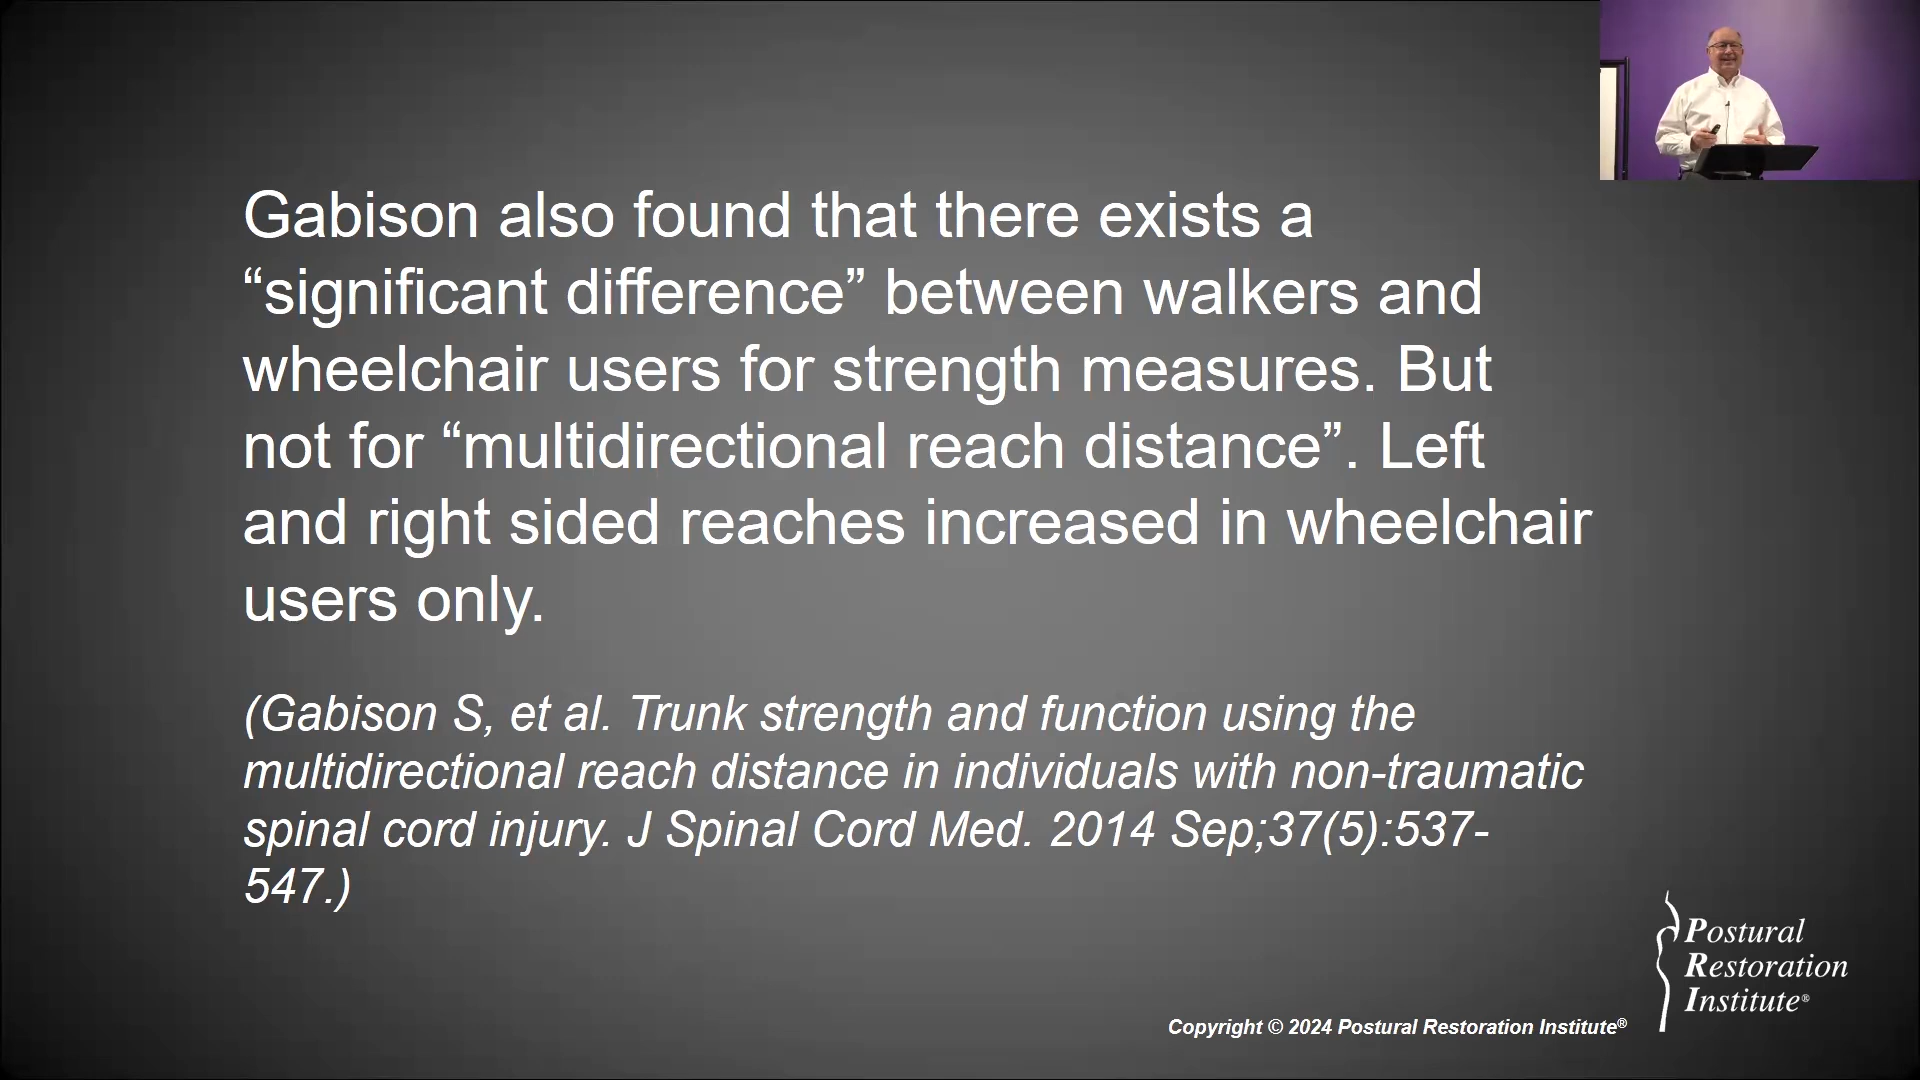 Gabison also found that there exists a
“significant difference” between walkers and
wheelchair users for strength measures. But
not for “multidirectional reach distance”. Left
and right sided reaches increased in wheelchair
users only.
(Gabison S, et al. Trunk strength and function using the
multidirectional reach distance in individuals with non-traumatic
spinal cord injury. J Spinal Cord Med. 2014 Sep;37(5):537-
547.)
Postural
Restoration
Institute®
Copyright © 2024 Postural Restoration Institute®